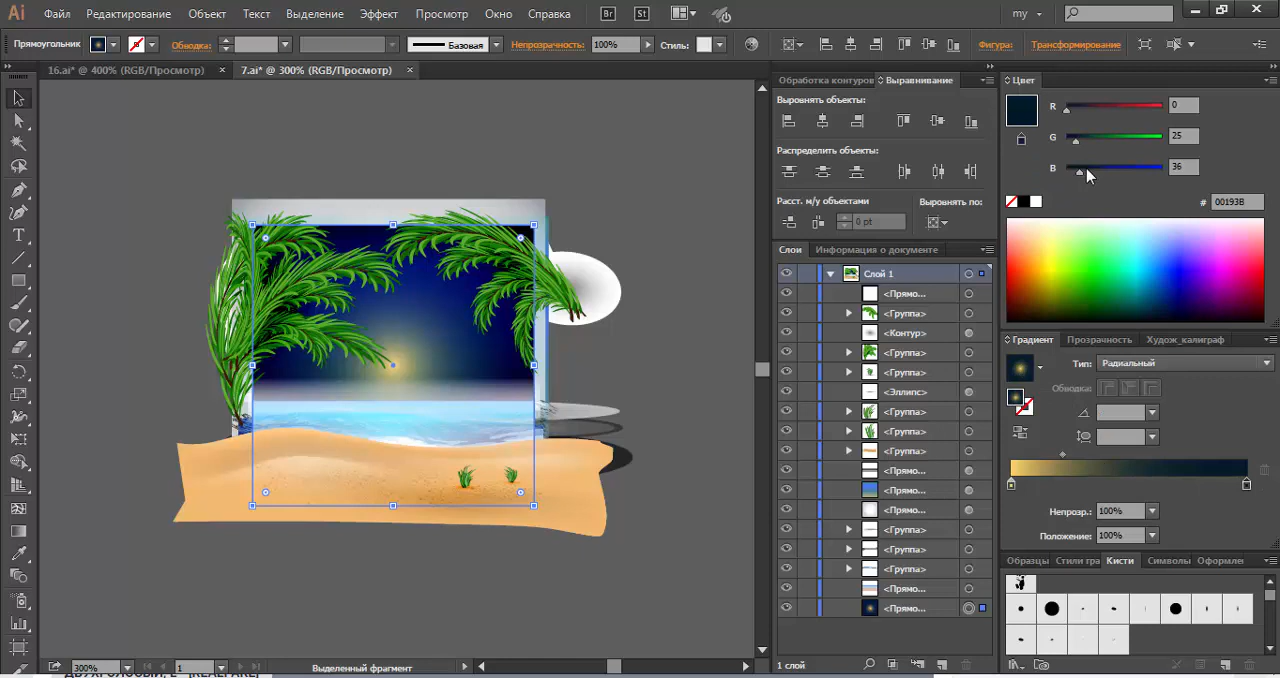 Ai Файл Редактирование Объект Текст Выделение Эффект Просмотр Окно Справка Br St my
Прямоугольник Обводка: Базовая Непрозрачность: 100% Стиль: Фигура: Трансформирование
16.ai* @ 400% (RGB/Просмотр) × 7.ai* @ 300% (RGB/Просмотр) ×
Обработка контуров Выравнивание
Выровнять объекты:
Распределить объекты:
Расст. м/у объектами Выровнять по:
0 pt
Слои Информация о документе
Слой 1
<Прямо...
<Группа>
<Контур>
<Группа>
<Группа>
<Эллипс>
<Группа>
<Группа>
<Группа>
<Прямо...
<Прямо...
<Прямо...
<Группа>
<Группа>
<Группа>
<Прямо...
<Прямо...
1 слой
Цвет
R 0
G 25
B 36
# 00193B
Градиент Прозрачность Худож_калиграф
Тип: Радиальный
Обводка:
Непрозр.: 100%
Положение: 100%
Образцы Стили гра Кисти Символы Оформлен
300% 1 Выделенный фрагмент